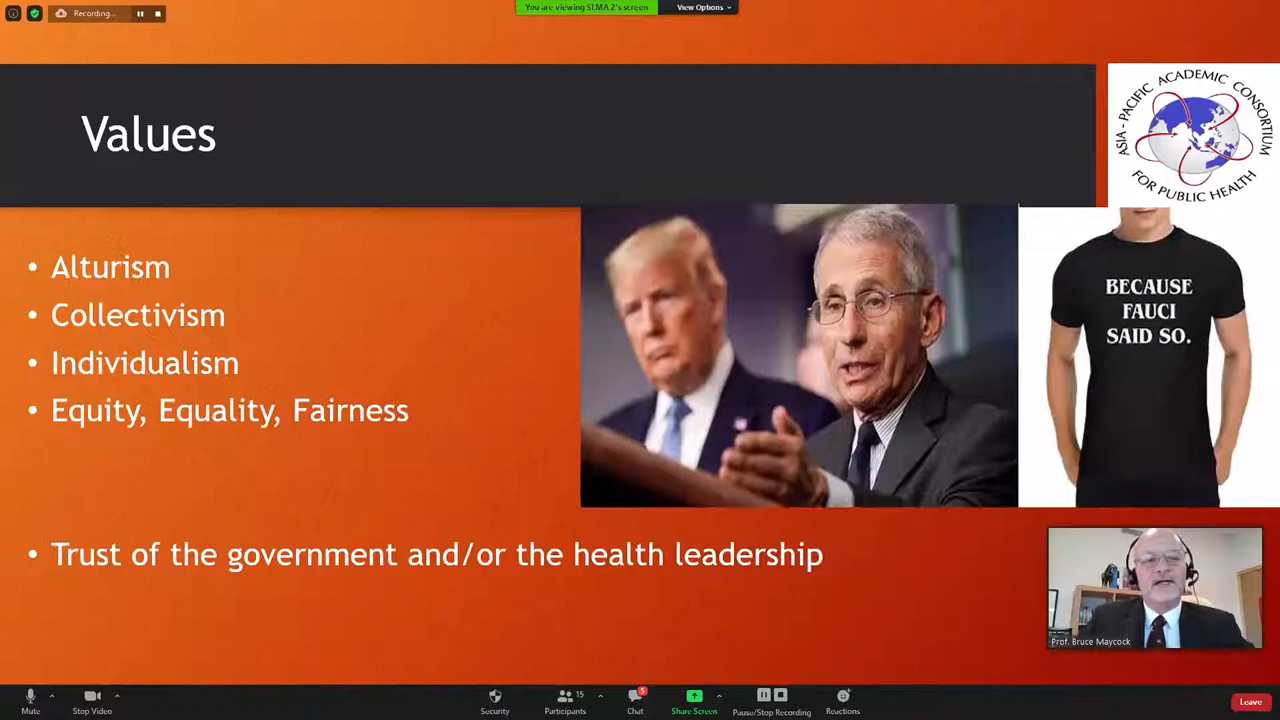 Recording...
You are viewing SLMA 2's screen
View Options
Values
ASIA - PACIFIC ACADEMIC CONSORTIUM
FOR PUBLIC HEALTH
• Alturism
• Collectivism
• Individualism
• Equity, Equality, Fairness
BECAUSE
FAUCI
SAID SO.
• Trust of the government and/or the health leadership
Prof. Bruce Maycock
Mute
Stop Video
Security
Participants
15
Chat
5
Share Screen
Pause/Stop Recording
Reactions
Leave